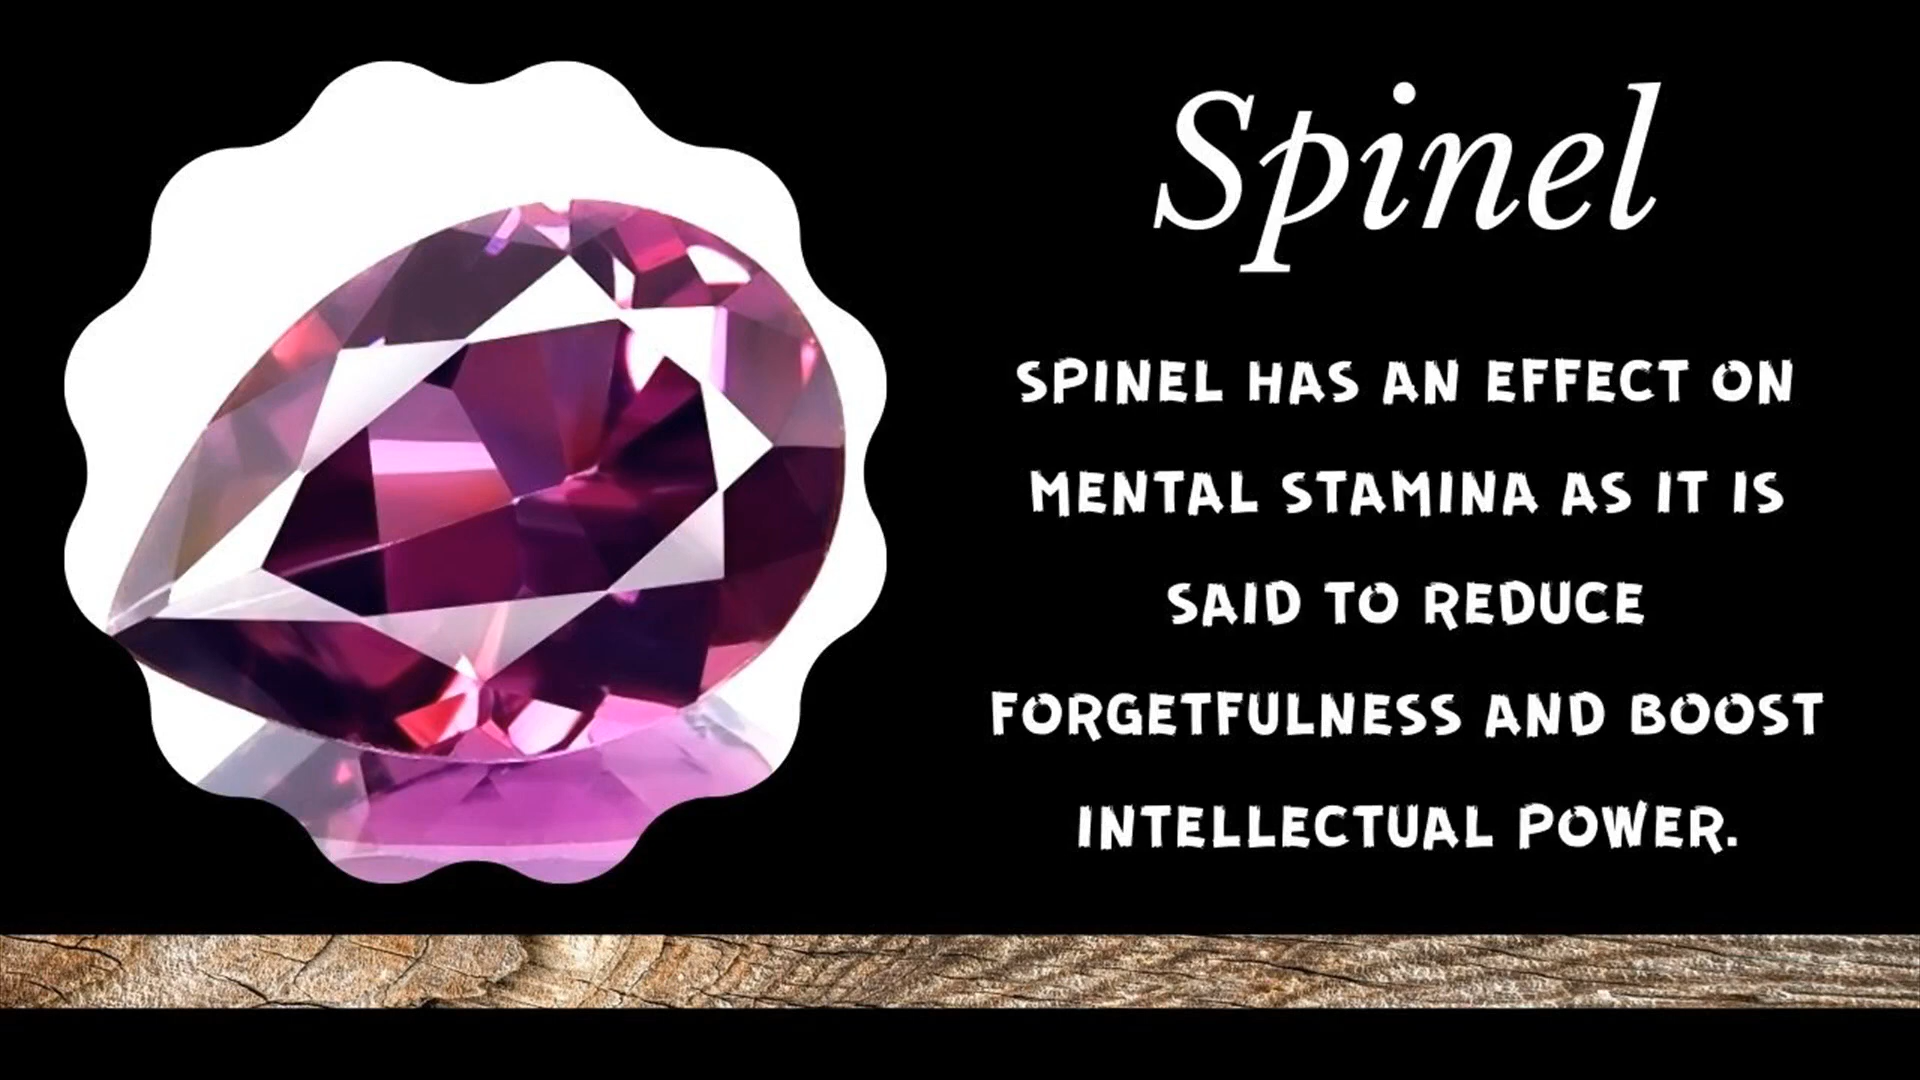 Spinel
SPINEL HAS AN EFFECT ON
MENTAL STAMINA AS IT IS
SAID TO REDUCE
FORGETFULNESS AND BOOST
INTELLECTUAL POWER.